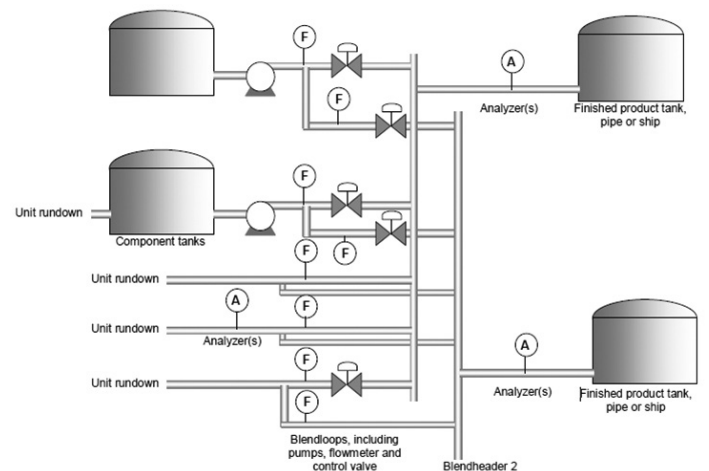 F
A
F
Analyzer(s)
Finished product tank,
pipe or ship
F
Unit rundown
Component tanks
F
F
Unit rundown
A
F
Unit rundown
Analyzer(s)
F
A
Unit rundown
F
Analyzer(s)
Finished product tank,
pipe or ship
Blendloops, including
pumps, flowmeter and
control valve
Blendheader 2